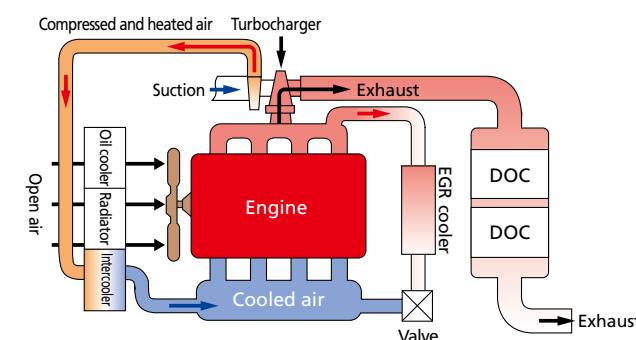 Compressed and heated air
Turbocharger
Suction
Exhaust
Oil cooler
Radiator
Intercooler
Open air
Engine
EGR cooler
DOC
DOC
Cooled air
Valve
Exhaust